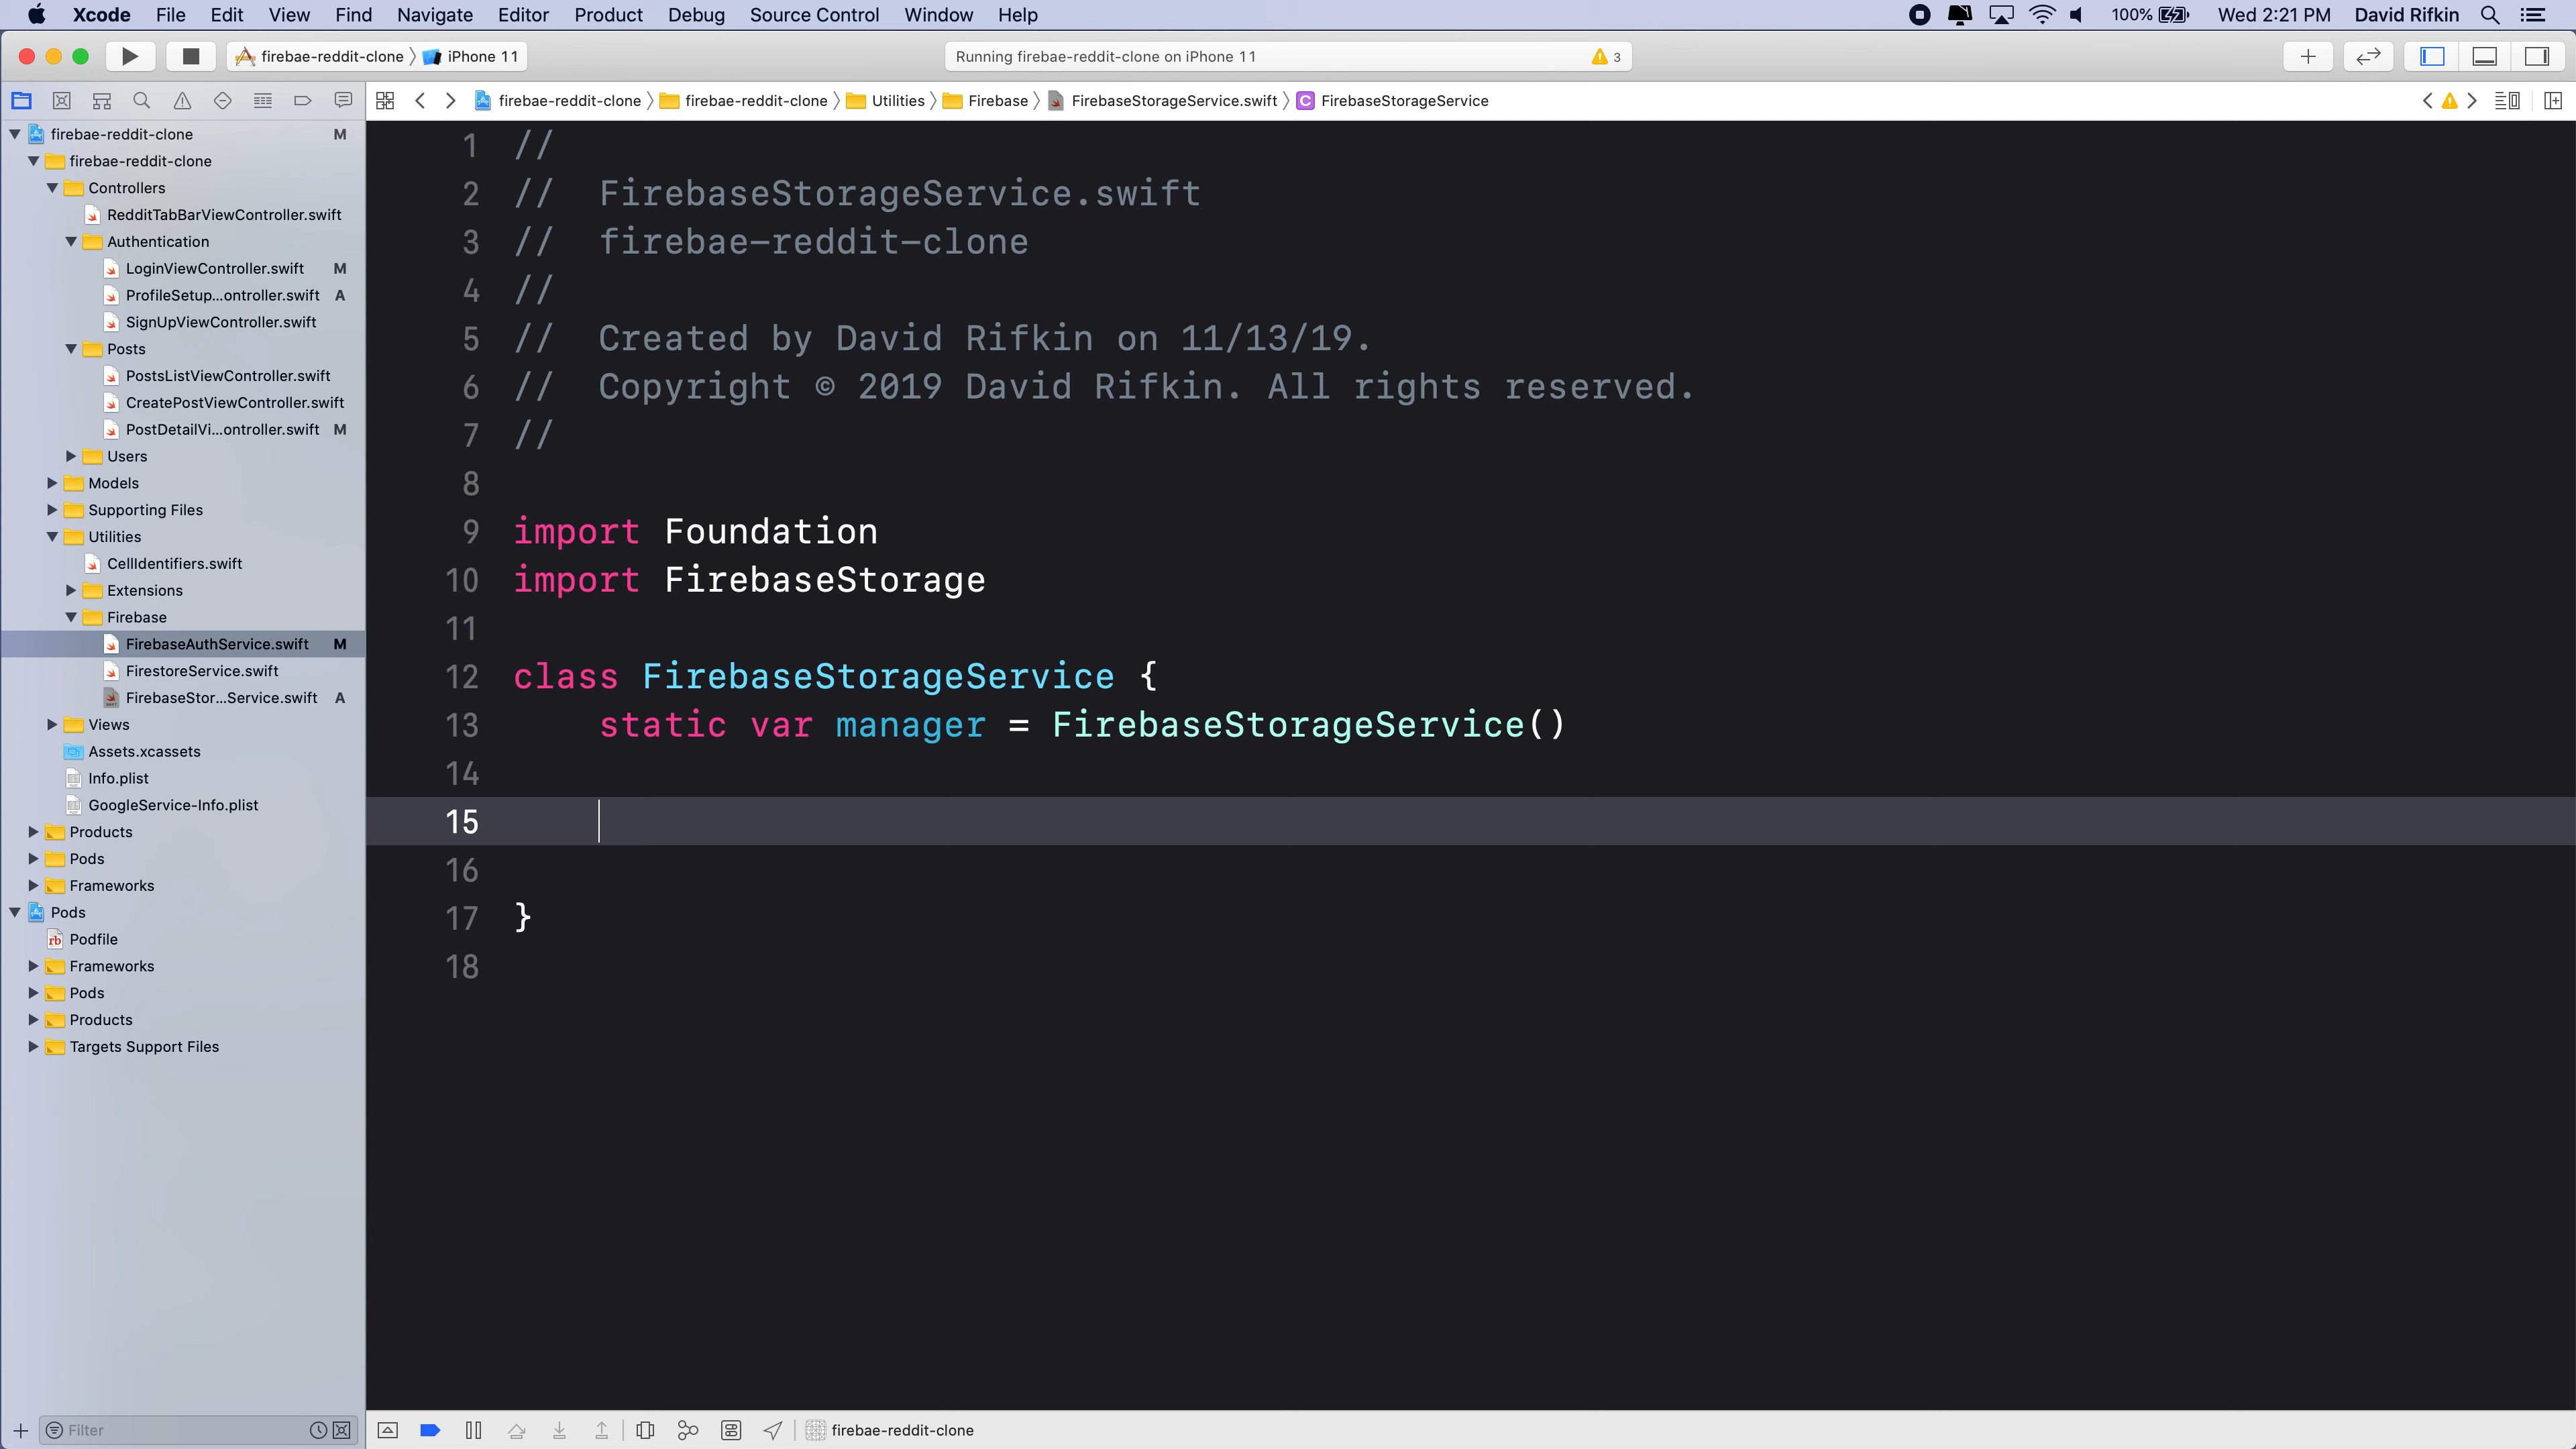 Xcode File Edit View Find Navigate Editor Product Debug Source Control Window Help 100% Wed 2:21 PM David Rifkin
firebae-reddit-clone iPhone 11 Running firebae-reddit-clone on iPhone 11 3
firebae-reddit-clone firebae-reddit-clone Utilities Firebase FirebaseStorageService.swift C FirebaseStorageService
firebae-reddit-clone M
firebae-reddit-clone
Controllers
RedditTabBarViewController.swift
Authentication
LoginViewController.swift M
ProfileSetup...ontroller.swift A
SignUpViewController.swift
Posts
PostsListViewController.swift
CreatePostViewController.swift
PostDetailVi...ontroller.swift M
Users
Models
Supporting Files
Utilities
CellIdentifiers.swift
Extensions
Firebase
FirebaseAuthService.swift M
FirestoreService.swift
FirebaseStor...Service.swift A
Views
Assets.xcassets
Info.plist
GoogleService-Info.plist
Products
Pods
Frameworks
Pods
rb Podfile
Frameworks
Pods
Products
Targets Support Files
Filter
1 //
2 //  FirebaseStorageService.swift
3 //  firebae-reddit-clone
4 //
5 //  Created by David Rifkin on 11/13/19.
6 //  Copyright © 2019 David Rifkin. All rights reserved.
7 //
8
9 import Foundation
10 import FirebaseStorage
11
12 class FirebaseStorageService {
13     static var manager = FirebaseStorageService()
14
15
16
17 }
18
firebae-reddit-clone